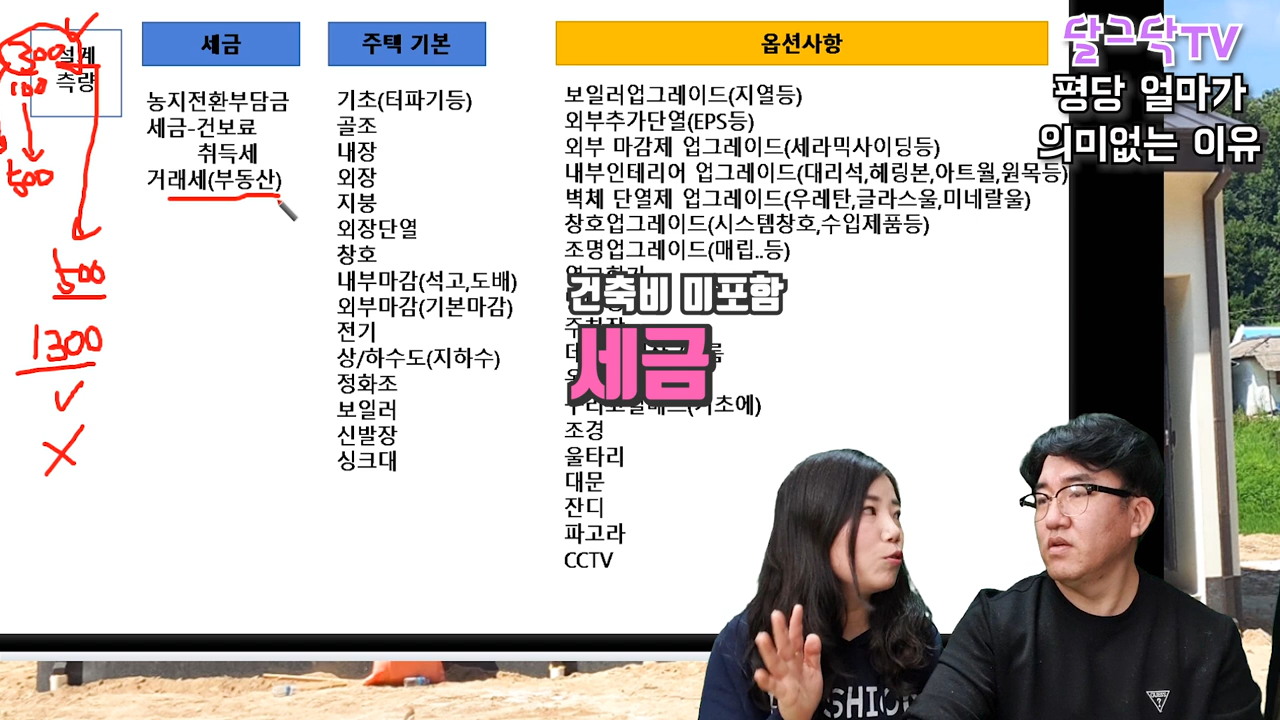 달그닥TV
평당 얼마가
의미없는 이유
설계
측량
300
100
500
50
1300
세금
농지전환부담금
세금-건보료
취득세
거래세(부동산)
주택 기본
기초(터파기등)
골조
내장
외장
지붕
외장단열
창호
내부마감(석고,도배)
외부마감(기본마감)
전기
상/하수도(지하수)
정화조
보일러
신발장
싱크대
옵션사항
보일러업그레이드(지열등)
외부추가단열(EPS등)
외부 마감제 업그레이드(세라믹사이딩등)
내부인테리어 업그레이드(대리석,헤링본,아트월,원목등)
벽체 단열제 업그레이드(우레탄,글라스울,미네랄울)
창호업그레이드(시스템창호,수입제품등)
조명업그레이드(매립..등)
조경
울타리
대문
잔디
파고라
CCTV
건축비 미포함
세금